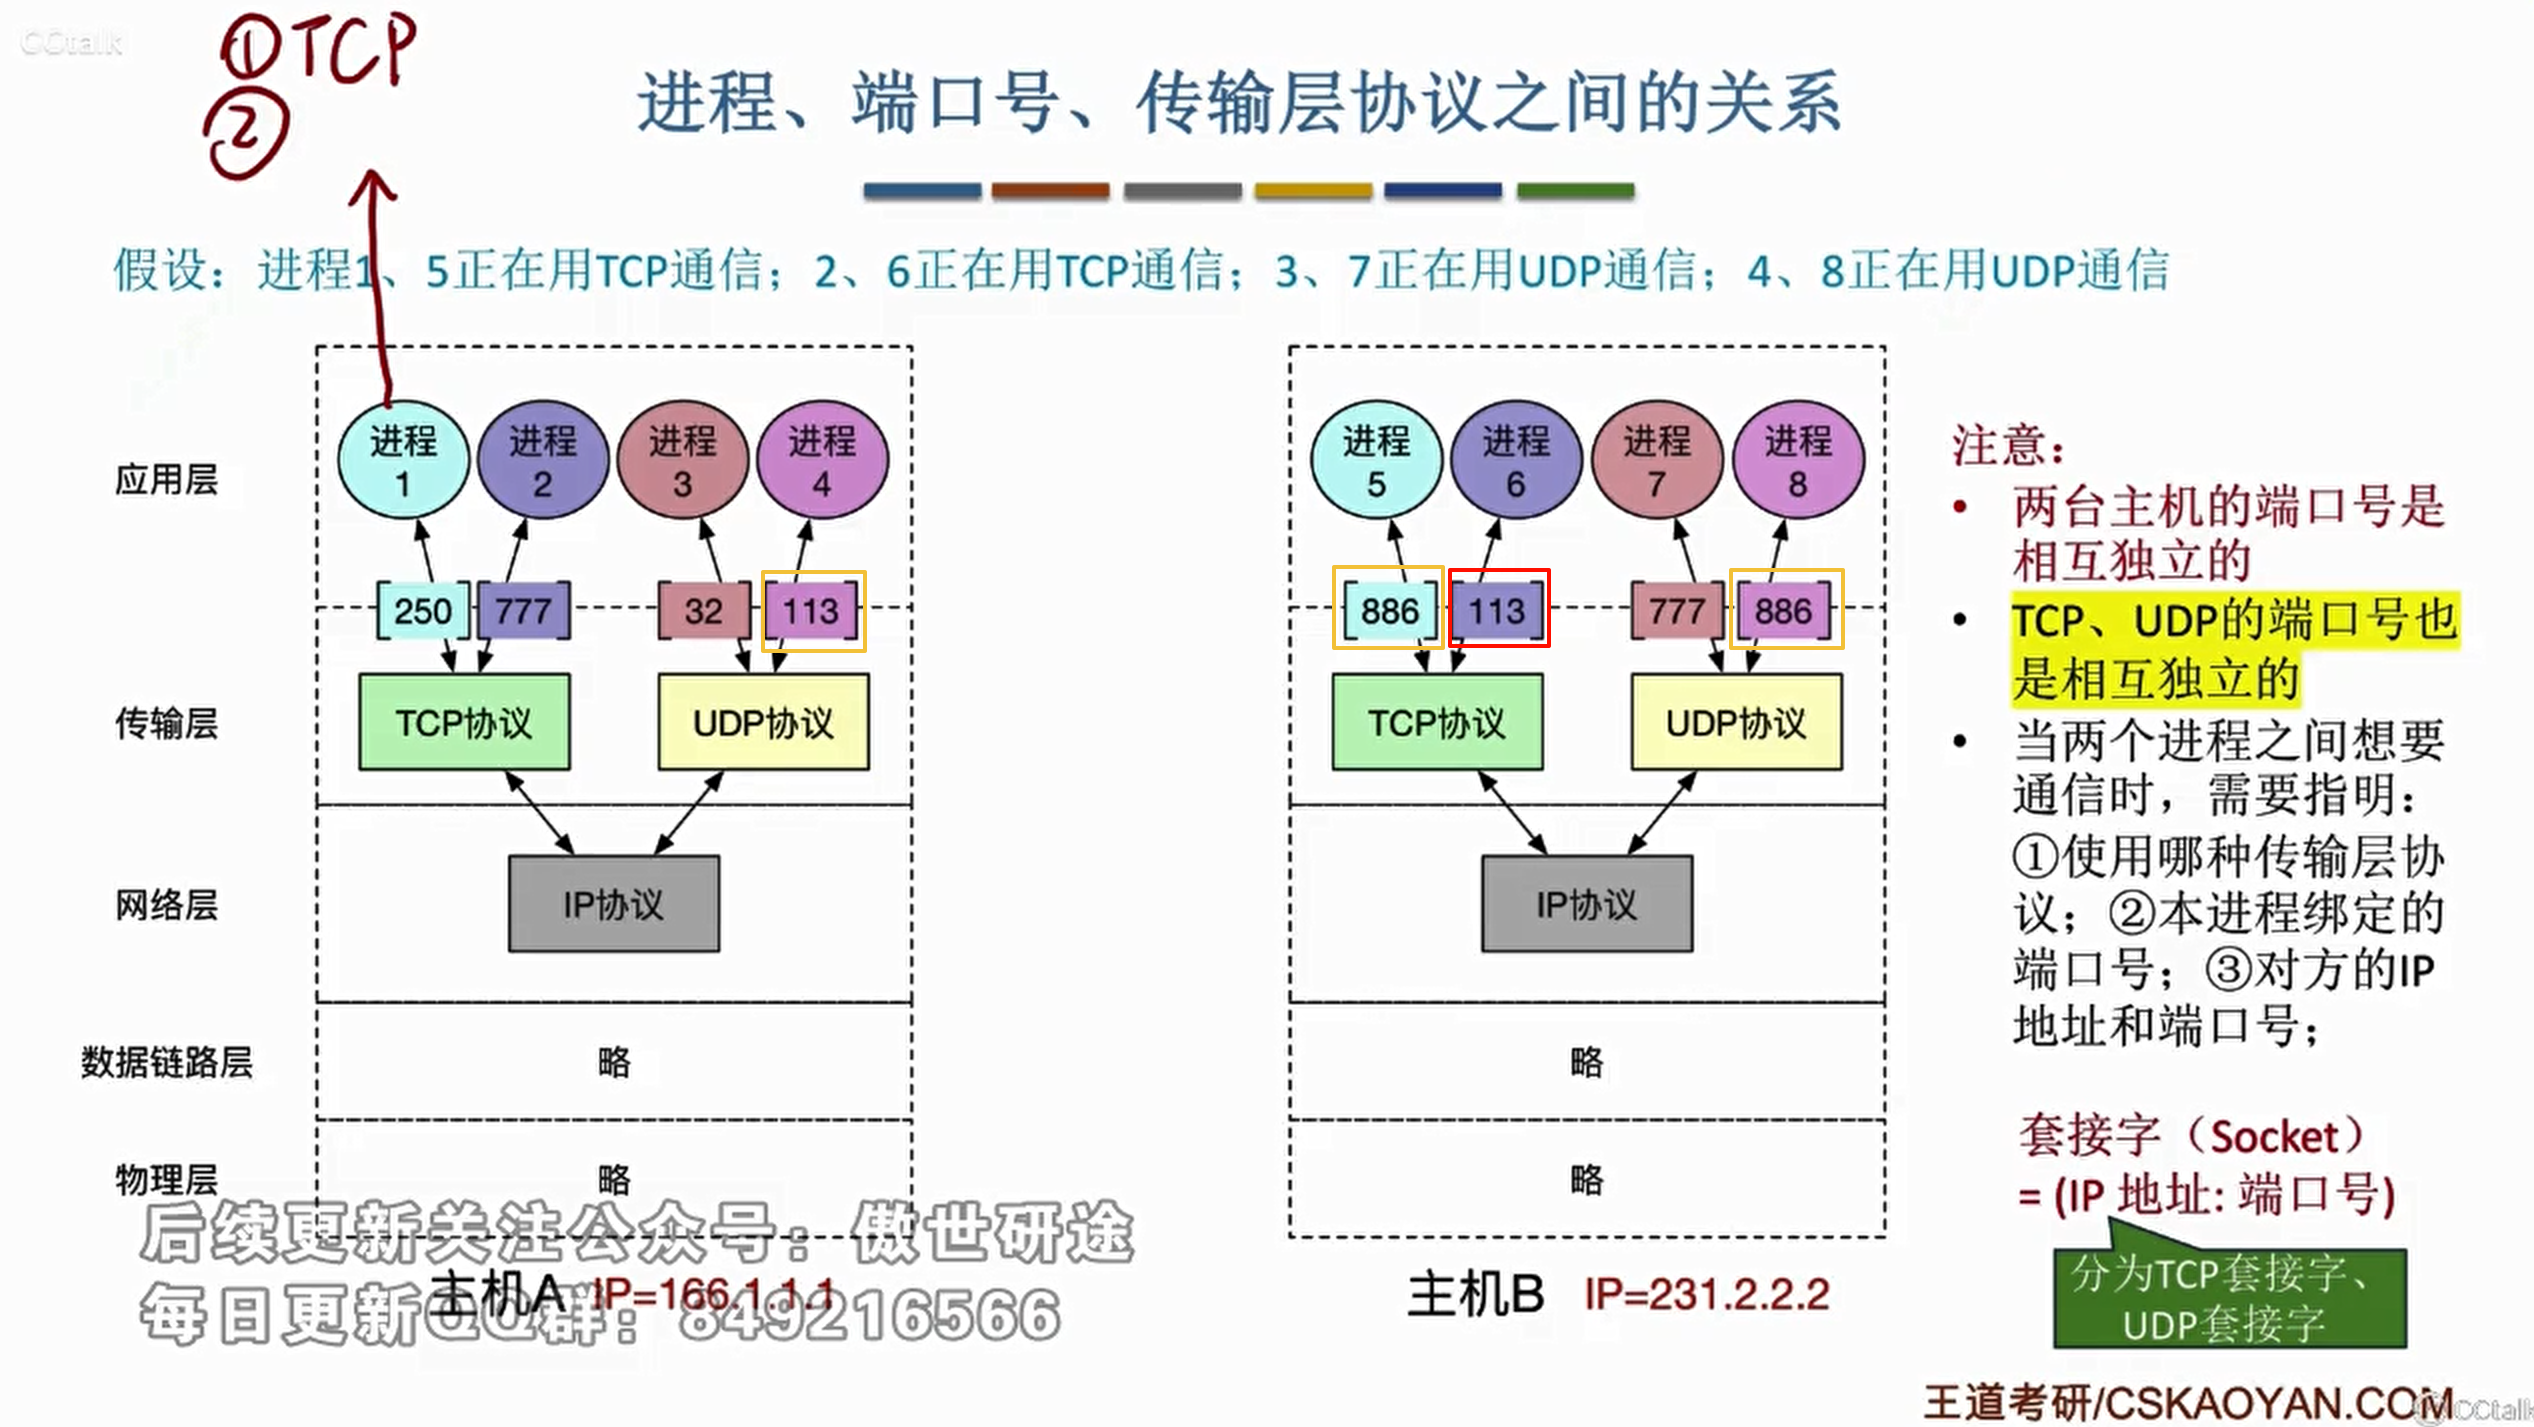 CCtalk
①TCP
②
进程、端口号、传输层协议之间的关系
假设：进程1、5正在用TCP通信；2、6正在用TCP通信；3、7正在用UDP通信；4、8正在用UDP通信
应用层
进程
1
进程
2
进程
3
进程
4
250
777
32
113
传输层
TCP协议
UDP协议
网络层
IP协议
数据链路层
略
物理层
略
主机A IP=166.1.1.1
进程
5
进程
6
进程
7
进程
8
886
113
777
886
TCP协议
UDP协议
IP协议
略
略
主机B IP=231.2.2.2
注意：
• 两台主机的端口号是
相互独立的
• TCP、UDP的端口号也
是相互独立的
• 当两个进程之间想要
通信时，需要指明：
①使用哪种传输层协
议；②本进程绑定的
端口号；③对方的IP
地址和端口号；
套接字（Socket）
= (IP 地址: 端口号)
分为TCP套接字、
UDP套接字
后续更新关注公众号：傲世研途
每日更新QQ群：849216566
王道考研/CSKAOYAN.COM
CCtalk